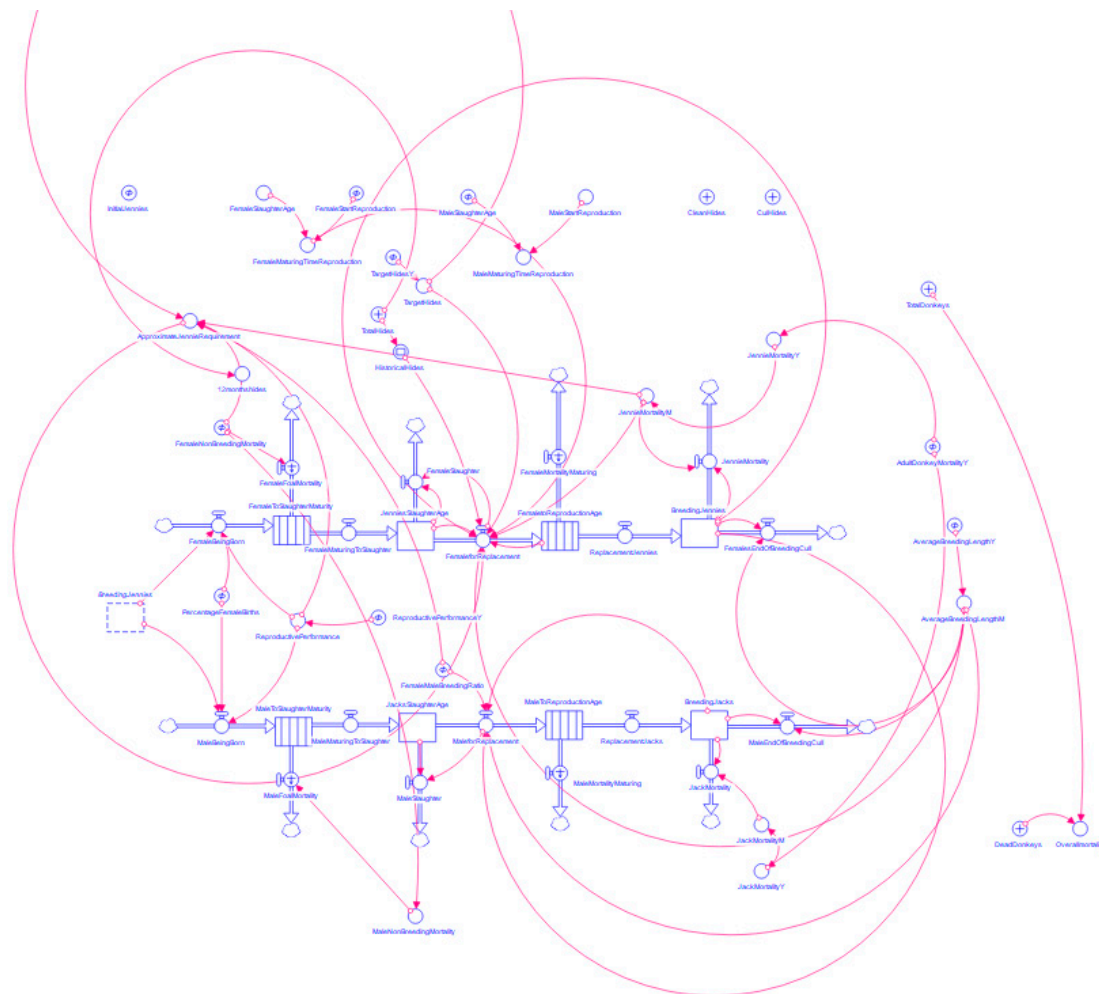 InitialJennies
FemaleSlaughterAge
FemaleStartReproduction
MaleSlaughterAge
MaleStartReproduction
CleanHides
CullHides
FemaleMaturingTimeReproduction
TargetHidesY
MaleMaturingTimeReproduction
TargetHides
TotalDonkeys
ApproximateJennieRequirement
TotalHides
HistoricalHides
JennieMortalityY
12monthsHides
JennieMortalityM
FemaleNonBreedingMortality
FemaleFoalMortality
FemaleSlaughter
FemaleMortalityMaturing
JennieMortality
AdultDonkeyMortalityY
FemaleToSlaughterMaturity
JenniesSlaughterAge
FemaletoReproductionAge
BreedingJennies
FemaleBeingBorn
FemaleMaturingToSlaughter
FemaleforReplacement
ReplacementJennies
FemalesEndOfBreedingCull
AverageBreedingLengthY
BreedingJennies
PercentageFemaleBirths
ReproductivePerformance
ReproductivePerformanceY
AverageBreedingLengthM
FemaleMaleBreedingRatio
MaleToSlaughterMaturity
JacksSlaughterAge
MaleToReproductionAge
BreedingJacks
MaleBeingBorn
MaleMaturingToSlaughter
MaleforReplacement
ReplacementJacks
MaleEndOfBreedingCull
MaleFoalMortality
MaleSlaughter
MaleMortalityMaturing
JackMortality
JackMortalityM
DeadDonkeys
Overallmortali
JackMortalityY
MaleNonBreedingMortality